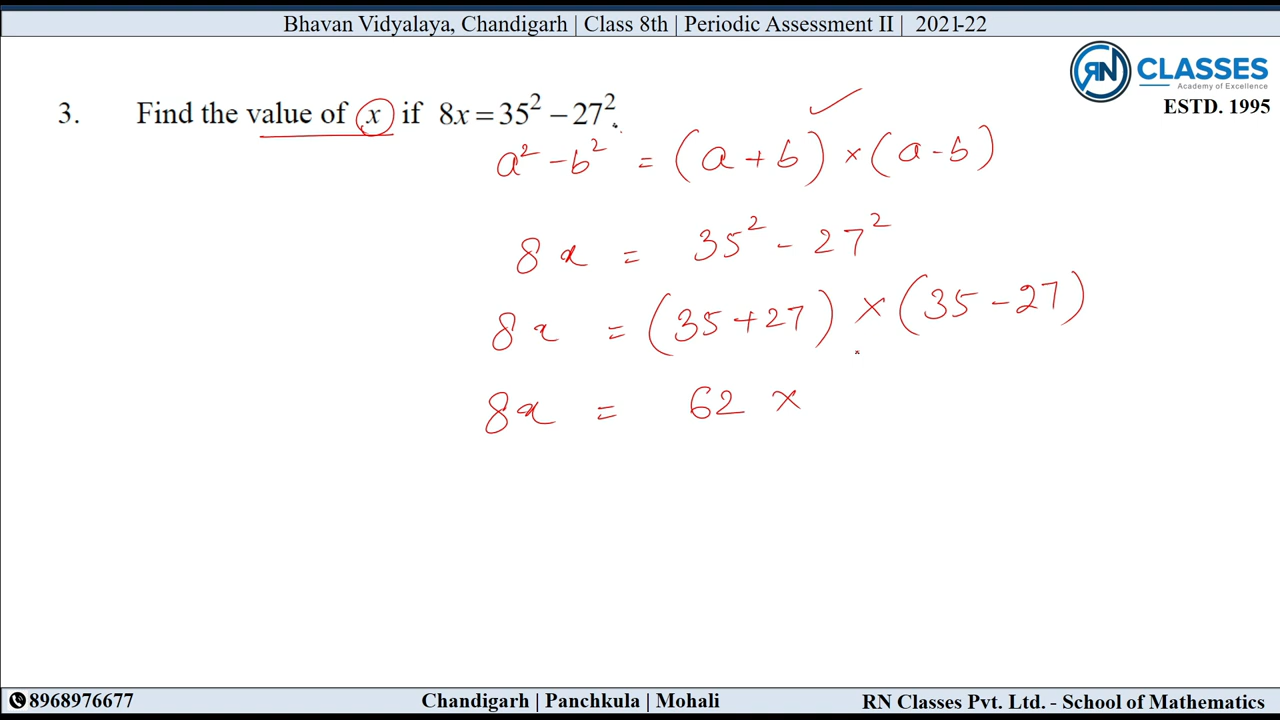 Bhavan Vidyalaya, Chandigarh | Class 8th | Periodic Assessment II | 2021-22
RN CLASSES
Academy of Excellence
ESTD. 1995
3. Find the value of x if 8x = 35² − 27².
a² − b² = (a + b) × (a − b)
8x = 35² − 27²
8x = (35 + 27) × (35 − 27)
8x = 62 ×
8968976677
Chandigarh | Panchkula | Mohali
RN Classes Pvt. Ltd. - School of Mathematics